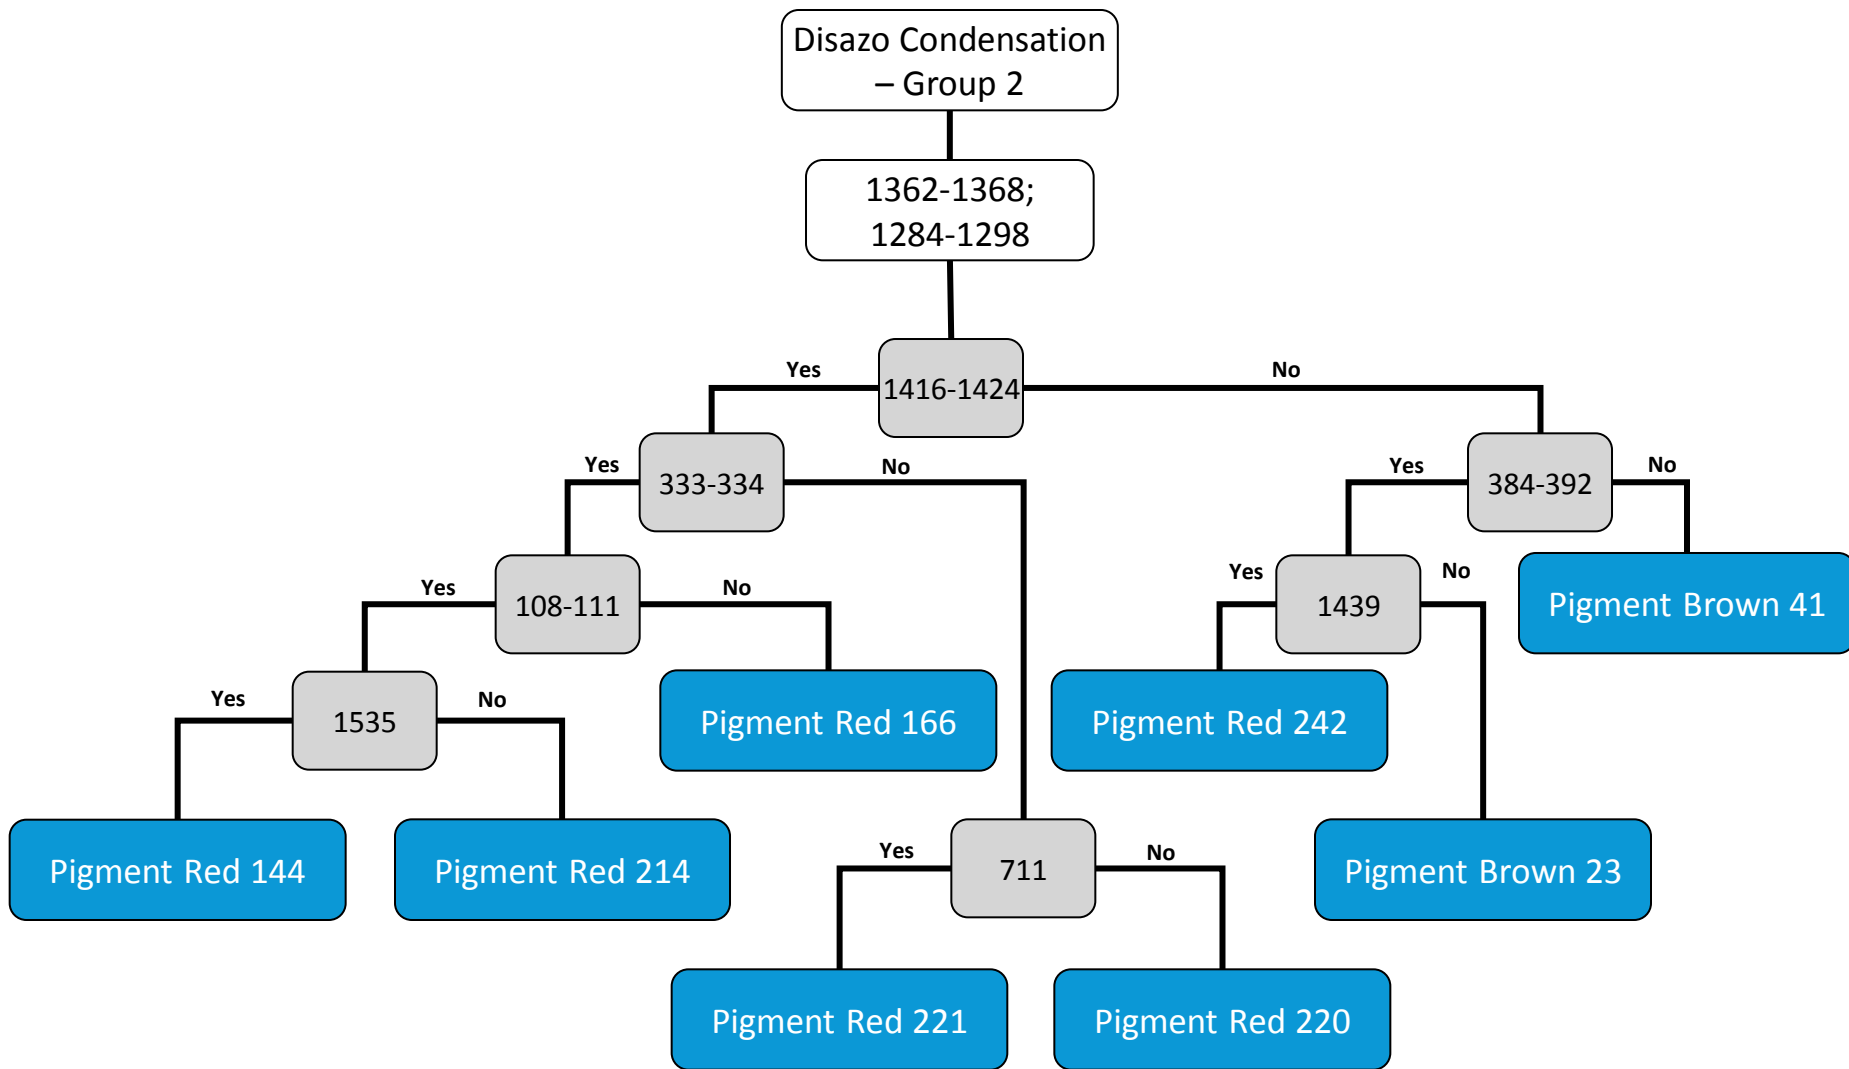 Disazo Condensation
– Group 2
1362-1368;
1284-1298
Yes
No
1416-1424
Yes
No
333-334
Yes
No
384-392
Yes
No
108-111
Yes
No
1439
Pigment Brown 41
Yes
No
1535
Pigment Red 166
Pigment Red 242
Pigment Red 144
Pigment Red 214
Yes
No
711
Pigment Brown 23
Pigment Red 221
Pigment Red 220